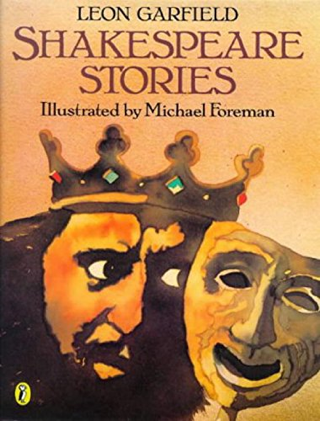 LEON GARFIELD
SHAKESPEARE
STORIES
Illustrated by Michael Foreman